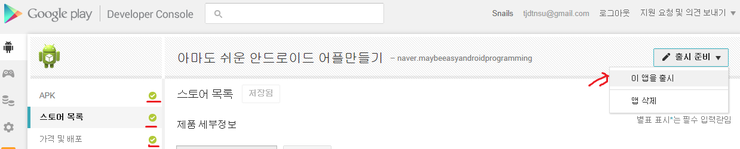 Google play | Developer Console Snails tjdtnsu@gmail.com 로그아웃 지원 요청 및 의견 보내기
아마도 쉬운 안드로이드 어플만들기 – naver.maybeeasyandroidprogramming 출시 준비
이 앱을 출시
앱 삭제
APK
스토어 목록
가격 및 배포
스토어 목록 저장됨
별표 표시*는 필수 입력란임
제품 세부정보